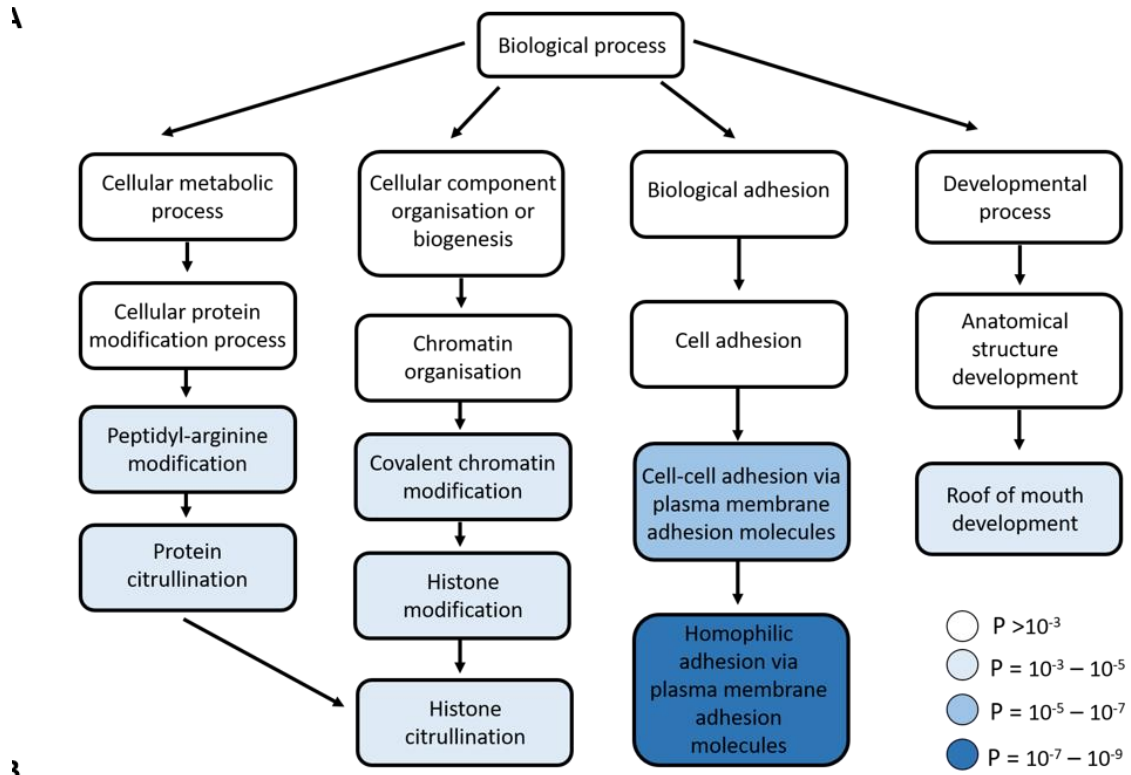 A
Biological process
Cellular metabolic
process
Cellular component
organisation or
biogenesis
Biological adhesion
Developmental
process
Cellular protein
modification process
Chromatin
organisation
Cell adhesion
Anatomical
structure
development
Peptidyl-arginine
modification
Covalent chromatin
modification
Cell-cell adhesion via
plasma membrane
adhesion molecules
Roof of mouth
development
Protein
citrullination
Histone
modification
Homophilic
adhesion via
plasma membrane
adhesion
molecules
Histone
citrullination
P >10⁻³
P = 10⁻³ – 10⁻⁵
P = 10⁻⁵ – 10⁻⁷
P = 10⁻⁷ – 10⁻⁹